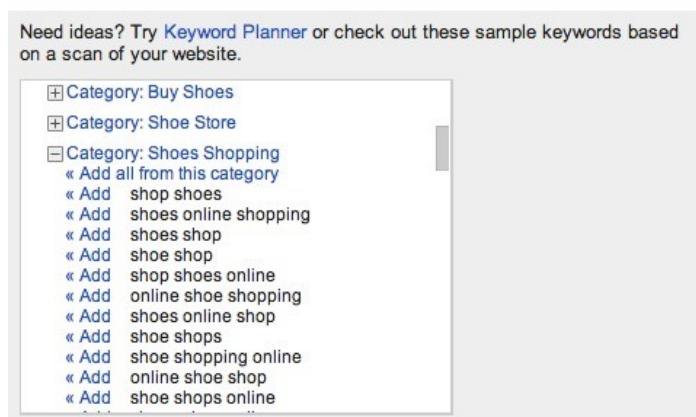 Need ideas? Try Keyword Planner or check out these sample keywords based
on a scan of your website.
Category: Buy Shoes
Category: Shoe Store
Category: Shoes Shopping
« Add all from this category
« Add shop shoes
« Add shoes online shopping
« Add shoes shop
« Add shoe shop
« Add shop shoes online
« Add online shoe shopping
« Add shoes online shop
« Add shoe shops
« Add shoe shopping online
« Add online shoe shop
« Add shoe shops online